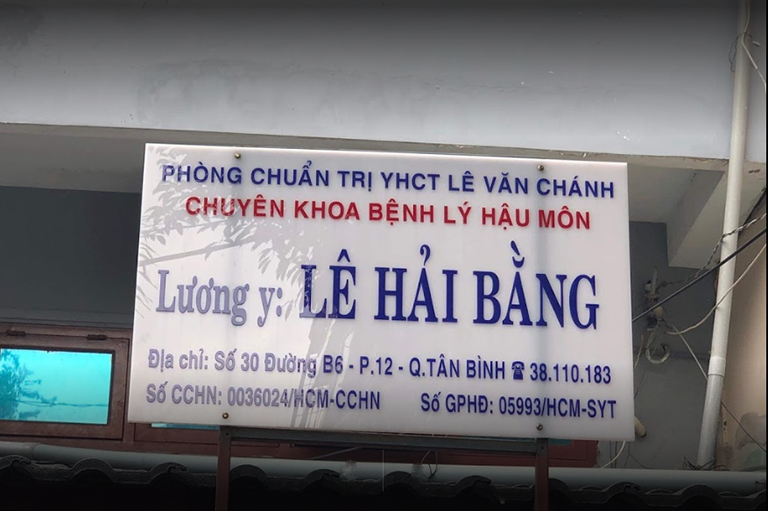 PHÒNG CHUẨN TRỊ YHCT LÊ VĂN CHÁNH
CHUYÊN KHOA BỆNH LÝ HẬU MÔN
Lương y: LÊ HẢI BẰNG
Địa chỉ: Số 30 Đường B6 - P.12 - Q.TÂN BÌNH ☎ 38.110.183
Số CCHN: 0036024/HCM-CCHN Số GPHĐ: 05993/HCM-SYT